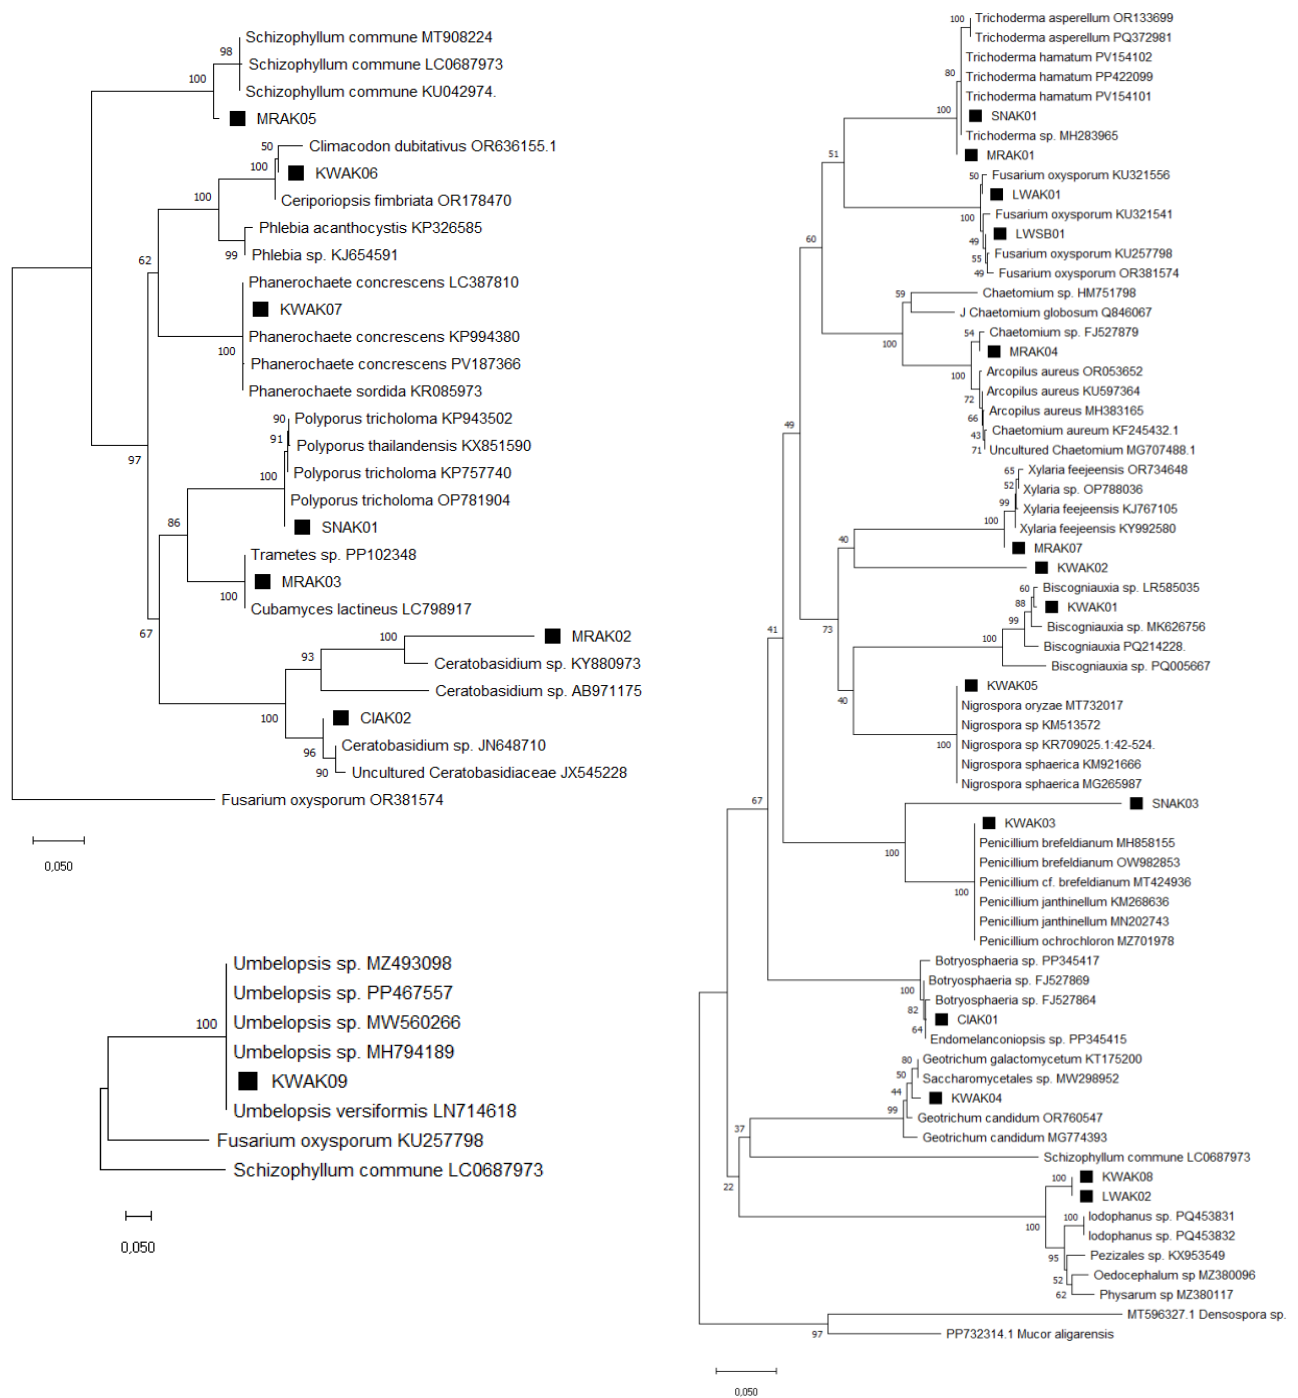 Schizophyllum commune MT908224
98
Schizophyllum commune LC0687973
100
Schizophyllum commune KU042974.
MRAK05
50
Climacodon dubitativus OR636155.1
100
KWAK06
100
Ceriporiopsis fimbriata OR178470
Phlebia acanthocystis KP326585
99
Phlebia sp. KJ654591
62
Phanerochaete concrescens LC387810
KWAK07
Phanerochaete concrescens KP994380
100
Phanerochaete concrescens PV187366
Phanerochaete sordida KR085973
90
Polyporus tricholoma KP943502
91
Polyporus thailandensis KX851590
97
100
Polyporus tricholoma KP757740
Polyporus tricholoma OP781904
86
SNAK01
Trametes sp. PP102348
MRAK03
100
Cubamyces lactineus LC798917
67
100
MRAK02
93
Ceratobasidium sp. KY880973
Ceratobasidium sp. AB971175
100
CIAK02
96
Ceratobasidium sp. JN648710
90
Uncultured Ceratobasidiaceae JX545228
Fusarium oxysporum OR381574
0,050
Umbelopsis sp. MZ493098
Umbelopsis sp. PP467557
100
Umbelopsis sp. MW560266
Umbelopsis sp. MH794189
KWAK09
Umbelopsis versiformis LN714618
Fusarium oxysporum KU257798
Schizophyllum commune LC0687973
0,050
100
Trichoderma asperellum OR133699
Trichoderma asperellum PQ372981
Trichoderma hamatum PV154102
80
Trichoderma hamatum PP422099
Trichoderma hamatum PV154101
100
SNAK01
Trichoderma sp. MH283965
51
MRAK01
50
Fusarium oxysporum KU321556
LWAK01
100
Fusarium oxysporum KU321541
LWSB01
60
49
55
Fusarium oxysporum KU257798
49
Fusarium oxysporum OR381574
59
Chaetomium sp. HM751798
J Chaetomium globosum Q846067
100
54
Chaetomium sp. FJ527879
MRAK04
100
Arcopilus aureus OR053652
Arcopilus aureus KU597364
72
Arcopilus aureus MH383165
66
49
43
Chaetomium aureum KF245432.1
71
Uncultured Chaetomium MG707488.1
65
Xylaria feejeensis OR734648
52
Xylaria sp. OP788036
99
Xylaria feejeensis KJ767105
100
Xylaria feejeensis KY992580
40
MRAK07
KWAK02
60
Biscogniauxia sp. LR585035
88
KWAK01
99
Biscogniauxia sp. MK626756
41
73
100
Biscogniauxia PQ214228.
Biscogniauxia sp. PQ005667
KWAK05
40
Nigrospora oryzae MT732017
Nigrospora sp KM513572
100
Nigrospora sp KR709025.1:42-524.
Nigrospora sphaerica KM921666
Nigrospora sphaerica MG265987
67
SNAK03
KWAK03
100
Penicillium brefeldianum MH858155
Penicillium brefeldianum OW982853
Penicillium cf. brefeldianum MT424936
100
Penicillium janthinellum KM268636
Penicillium janthinellum MN202743
Penicillium ochrochloron MZ701978
Botryosphaeria sp. PP345417
Botryosphaeria sp. FJ527869
100
Botryosphaeria sp. FJ527864
82
CIAK01
64
Endomelanconiopsis sp. PP345415
80
Geotrichum galactomycetum KT175200
50
Saccharomycetales sp. MW298952
44
KWAK04
99
Geotrichum candidum OR760547
37
Geotrichum candidum MG774393
Schizophyllum commune LC0687973
22
100
KWAK08
LWAK02
100
100
Iodophanus sp. PQ453831
Iodophanus sp. PQ453832
95
Pezizales sp. KX953549
52
Oedocephalum sp MZ380096
62
Physarum sp MZ380117
MT596327.1 Densospora sp.
97
PP732314.1 Mucor aligarensis
0,050